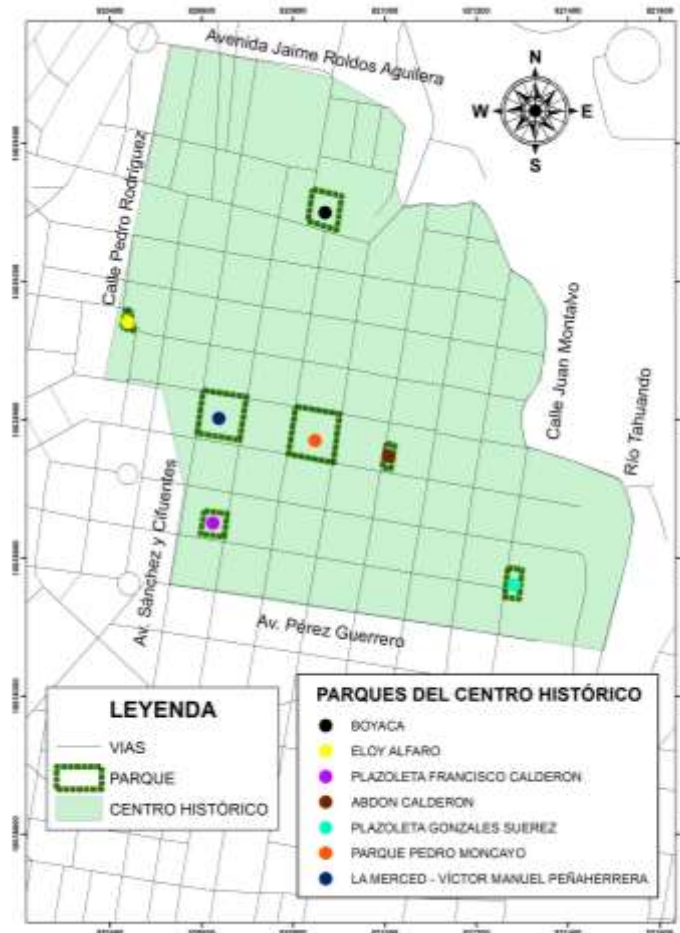 Avenida Jaime Roldos Aguilera
N
W
E
S
Calle Pedro Rodríguez
Calle Juan Montalvo
Río Tahuando
Av. Sánchez y Cifuentes
Av. Pérez Guerrero
LEYENDA
VIAS
PARQUE
CENTRO HISTÓRICO
PARQUES DEL CENTRO HISTÓRICO
BOYACA
ELOY ALFARO
PLAZOLETA FRANCISCO CALDERON
ABDON CALDERON
PLAZOLETA GONZALES SUEREZ
PARQUE PEDRO MONCAYO
LA MERCED - VÍCTOR MANUEL PEÑAHERRERA